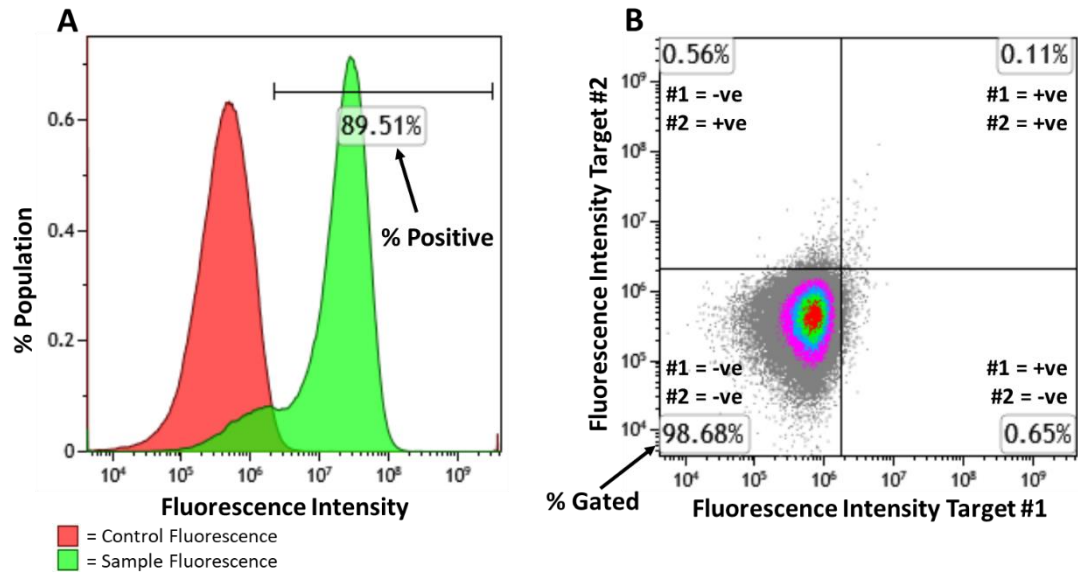 A
0.6
0.4
0.2
0
% Population
89.51%
% Positive
10⁴ 10⁵ 10⁶ 10⁷ 10⁸ 10⁹
Fluorescence Intensity
= Control Fluorescence
= Sample Fluorescence
B
Fluorescence Intensity Target #2
10⁹
10⁸
10⁷
10⁶
10⁵
10⁴
0.56%
#1 = -ve
#2 = +ve
0.11%
#1 = +ve
#2 = +ve
#1 = -ve
#2 = -ve
98.68%
#1 = +ve
#2 = -ve
0.65%
10⁴ 10⁵ 10⁶ 10⁷ 10⁸ 10⁹
% Gated
Fluorescence Intensity Target #1